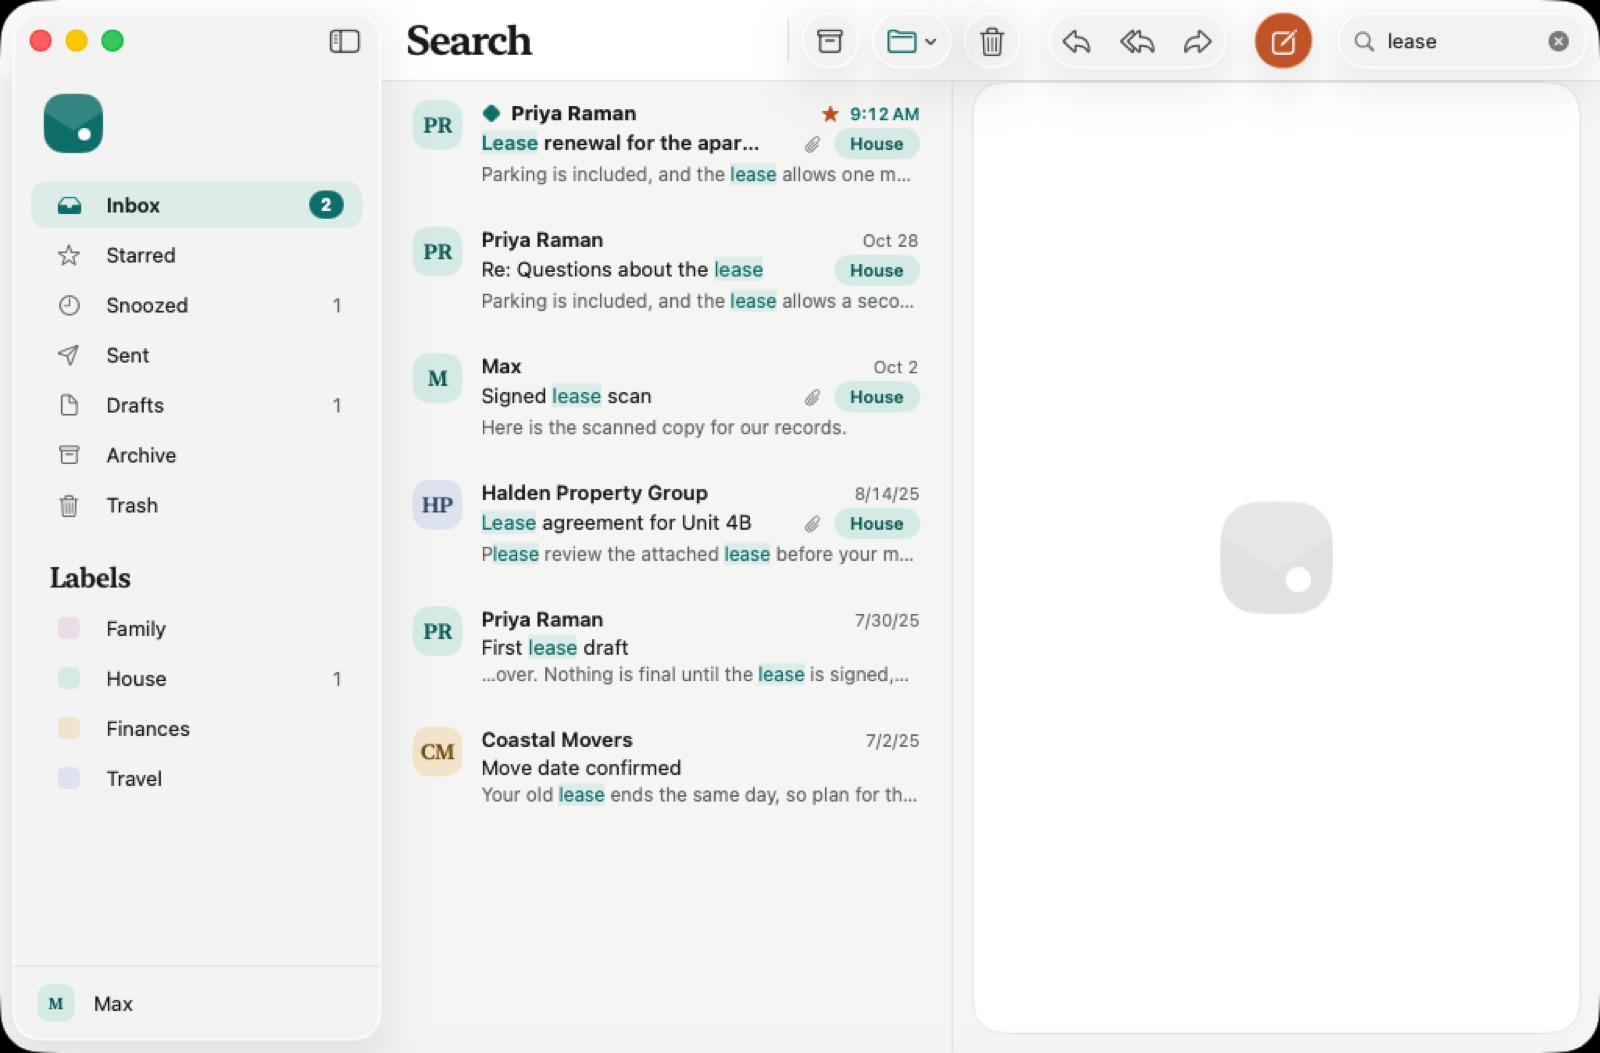 Search
lease
Inbox 2
Starred
Snoozed 1
Sent
Drafts 1
Archive
Trash
Labels
Family
House 1
Finances
Travel
M Max
PR Priya Raman 9:12 AM
Lease renewal for the apar... House
Parking is included, and the lease allows one m...
PR Priya Raman Oct 28
Re: Questions about the lease House
Parking is included, and the lease allows a seco...
M Max Oct 2
Signed lease scan House
Here is the scanned copy for our records.
HP Halden Property Group 8/14/25
Lease agreement for Unit 4B House
Please review the attached lease before your m...
PR Priya Raman 7/30/25
First lease draft
...over. Nothing is final until the lease is signed,...
CM Coastal Movers 7/2/25
Move date confirmed
Your old lease ends the same day, so plan for th...